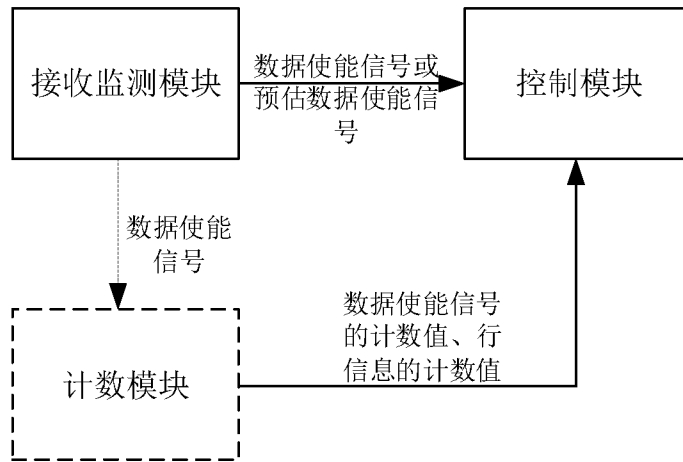 接收监测模块
数据使能信号或
预估数据使能信
号
控制模块
数据使能
信号
数据使能信号
的计数值、行
信息的计数值
计数模块